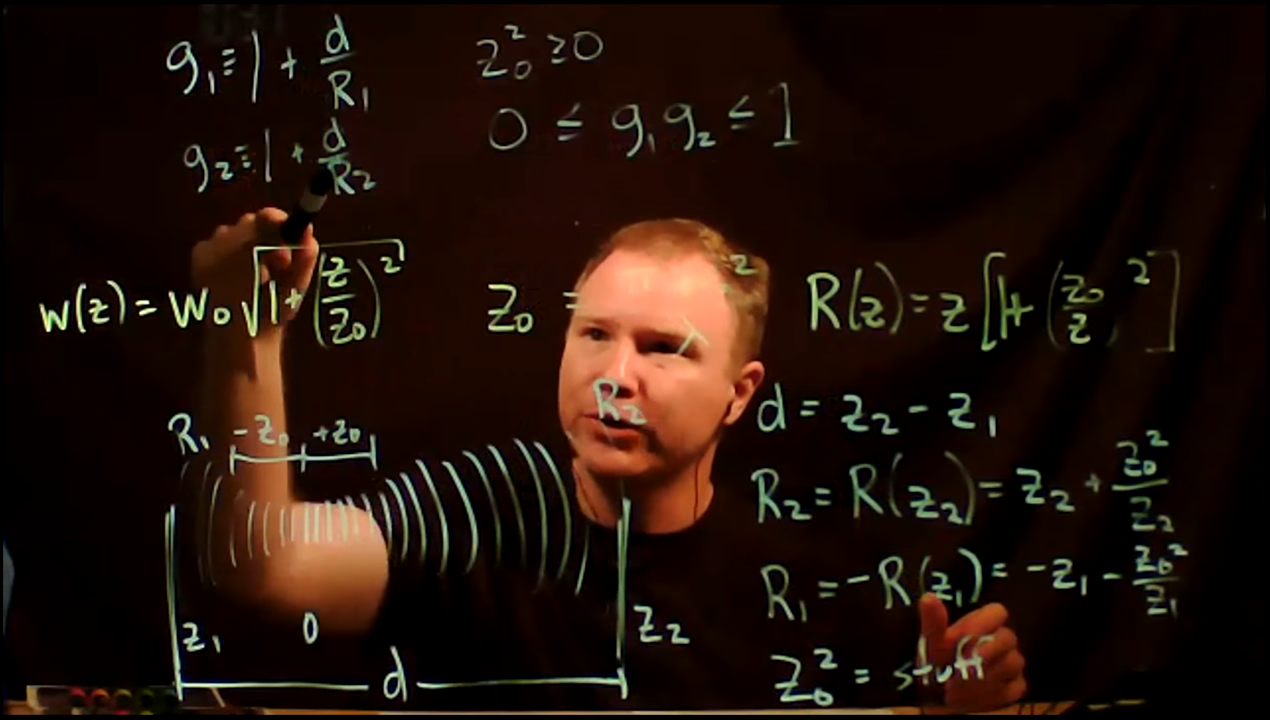 g₁ ≡ 1 + d/R₁
z₀² ≥ 0
g₂ ≡ 1 + d/R₂
0 ≤ g₁g₂ ≤ 1
w(z) = w₀ √(1 + (z/z₀)²)
z₀ =
R(z) = z [1 + (z₀/z)²]
R₁ -z₀ +z₀
R₂
d = z₂ - z₁
R₂ = R(z₂) = z₂ + z₀²/z₂
R₁ = -R(z₁) = -z₁ - z₀²/z₁
z₁ 0 z₂
d
z₀² = stuff